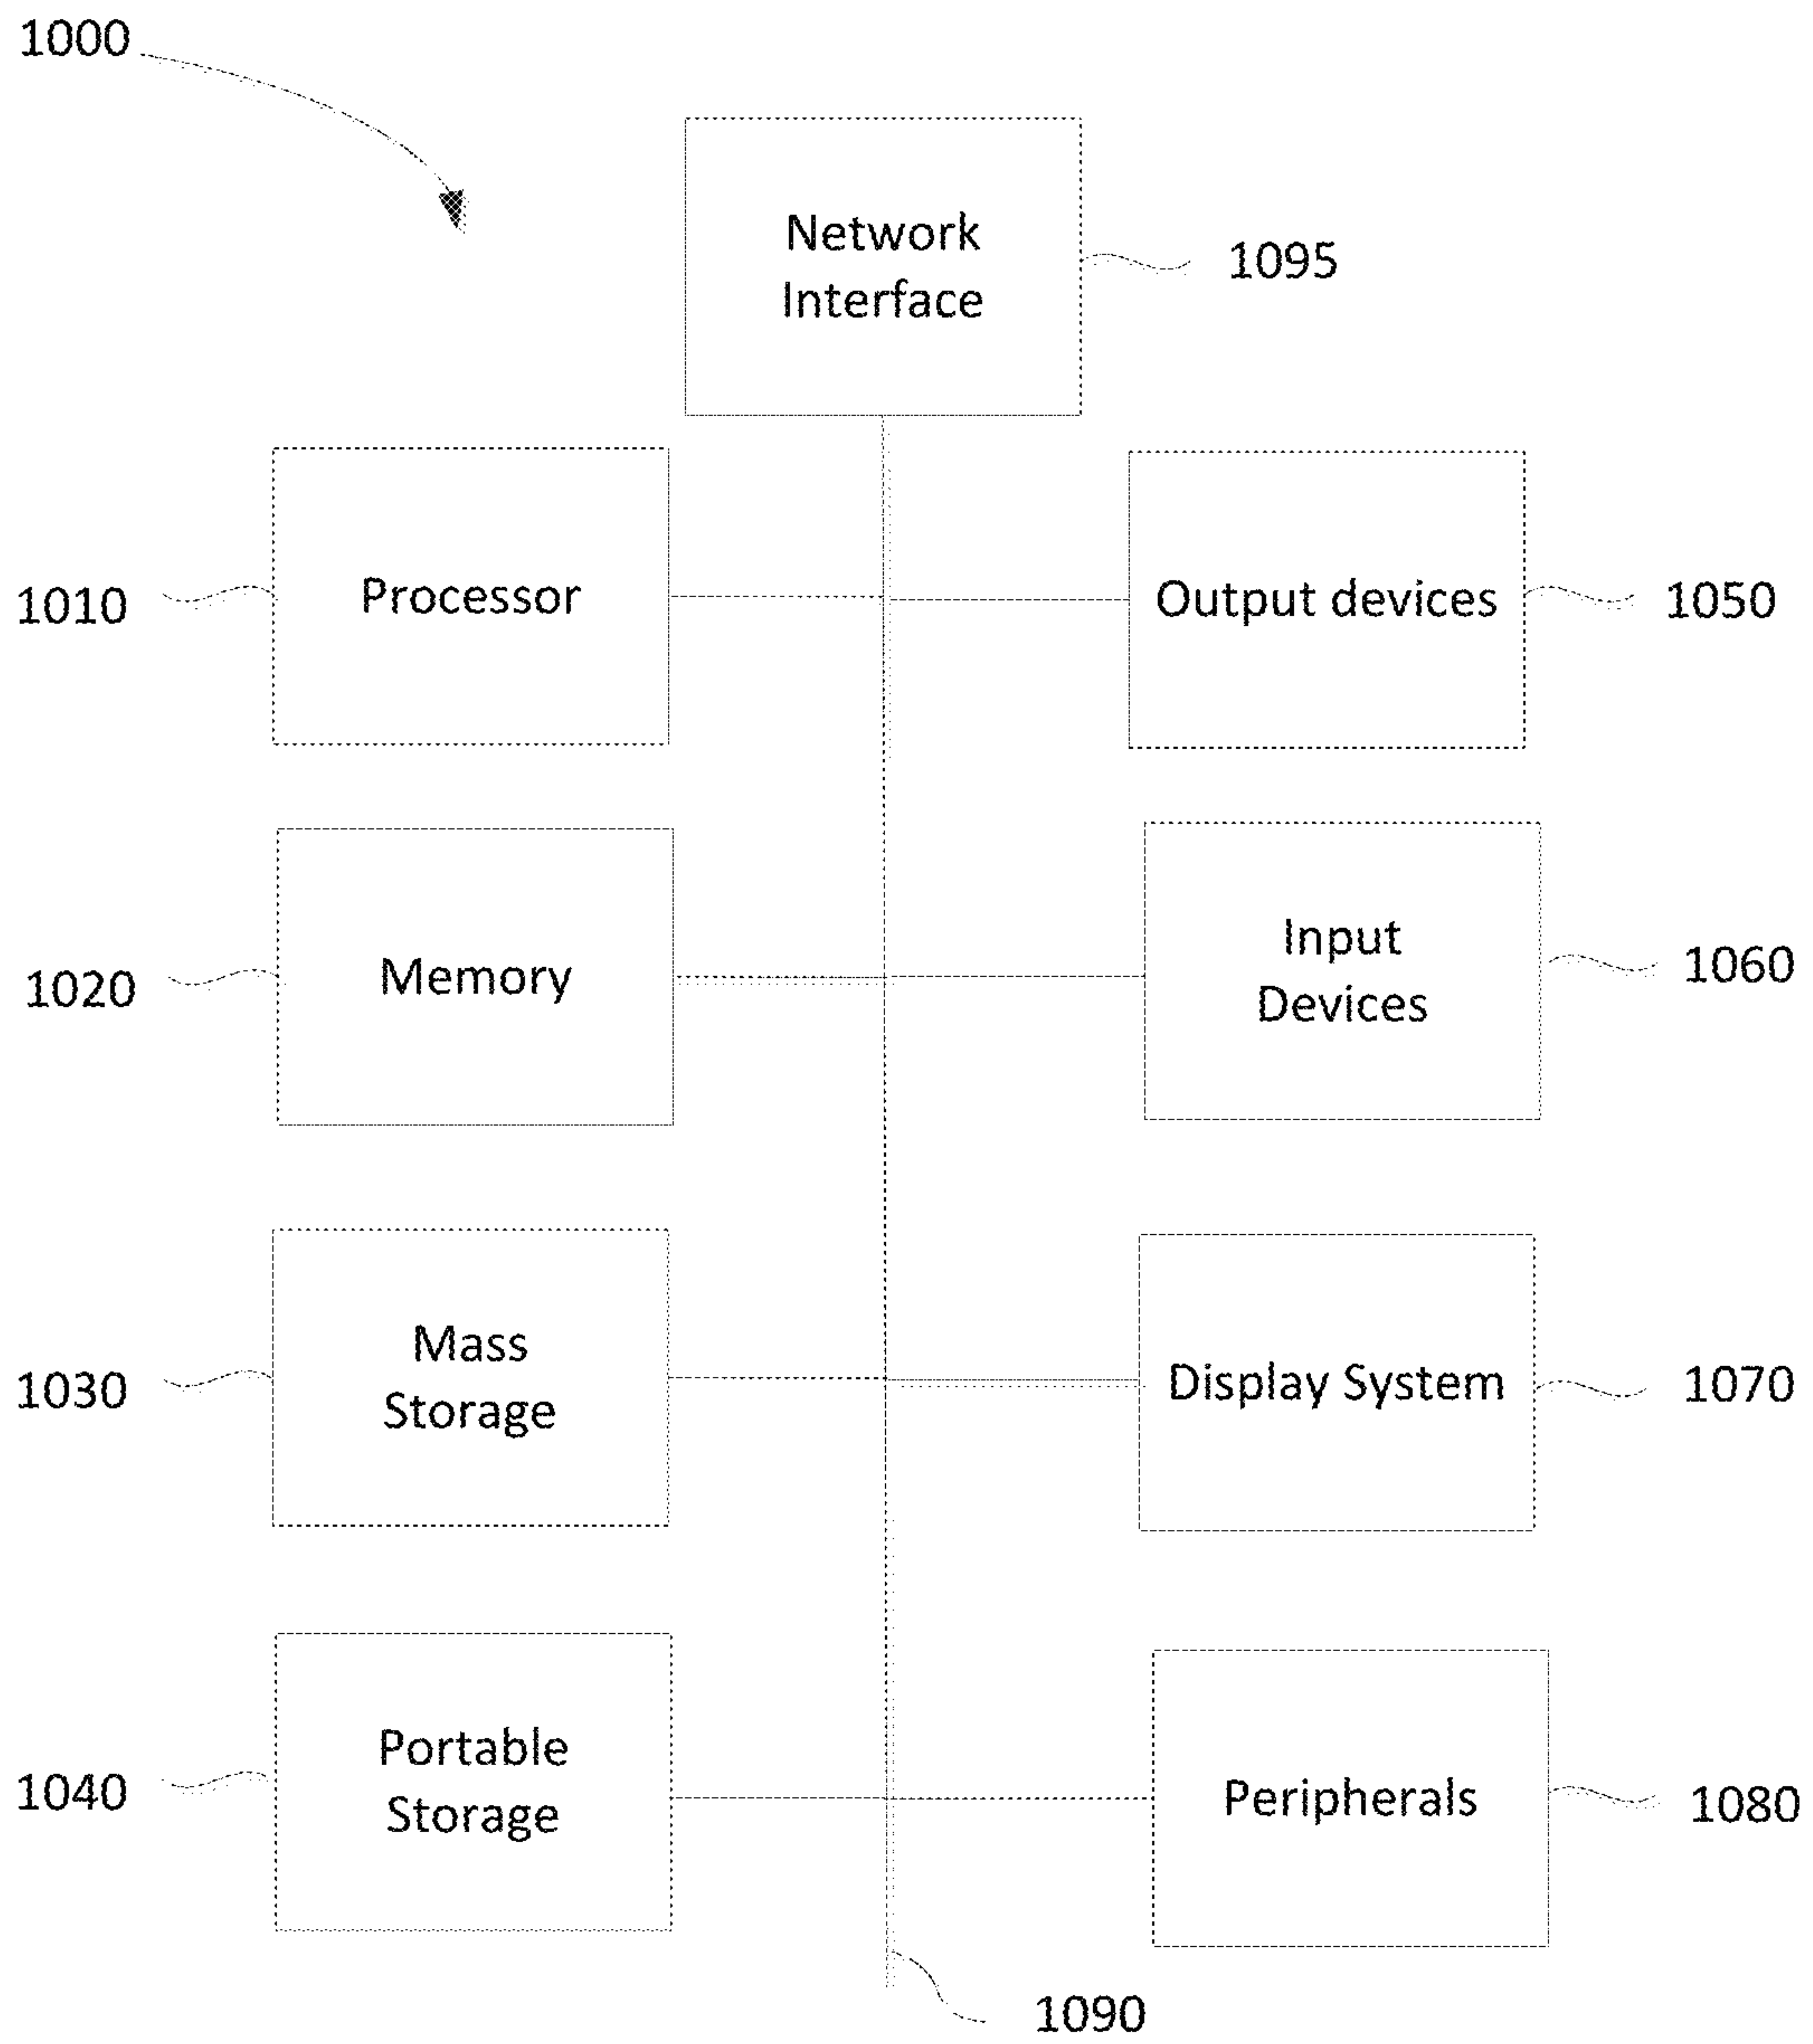 1000
Network
Interface
1095
1010
Processor
Output devices
1050
1020
Memory
Input
Devices
1060
1030
Mass
Storage
Display System
1070
1040
Portable
Storage
Peripherals
1080
1090